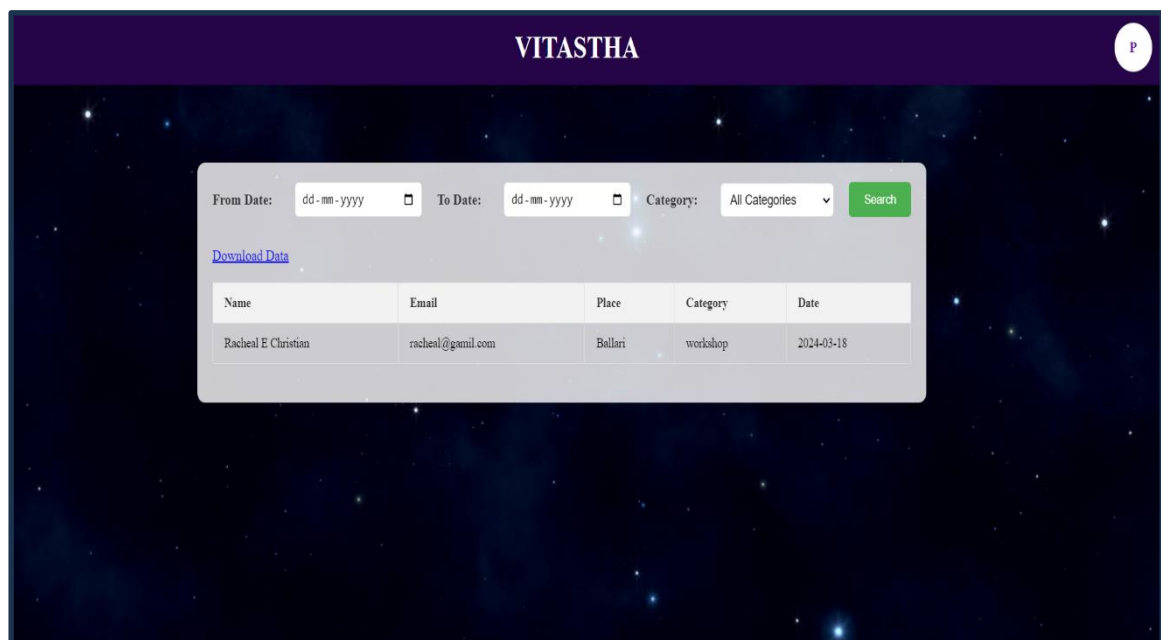 VITASTHA
P
From Date: dd-mm-yyyy To Date: dd-mm-yyyy Category: All Categories Search
Download Data
Name Email Place Category Date
Racheal E Christian racheal@gamil.com Ballari workshop 2024-03-18